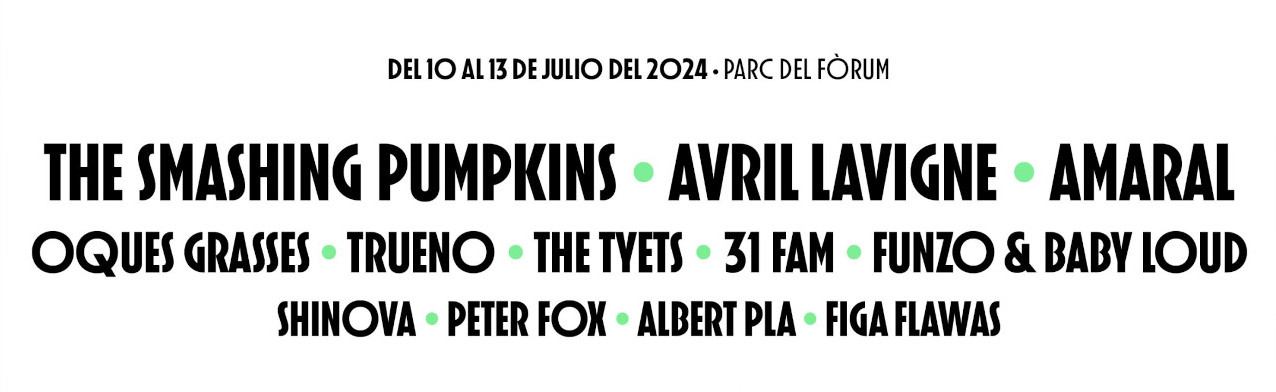 DEL 10 AL 13 DE JULIO DEL 2024 • PARC DEL FÒRUM
THE SMASHING PUMPKINS • AVRIL LAVIGNE • AMARAL
OQUES GRASSES • TRUENO • THE TYETS • 31 FAM • FUNZO & BABY LOUD
SHINOVA • PETER FOX • ALBERT PLA • FIGA FLAWAS